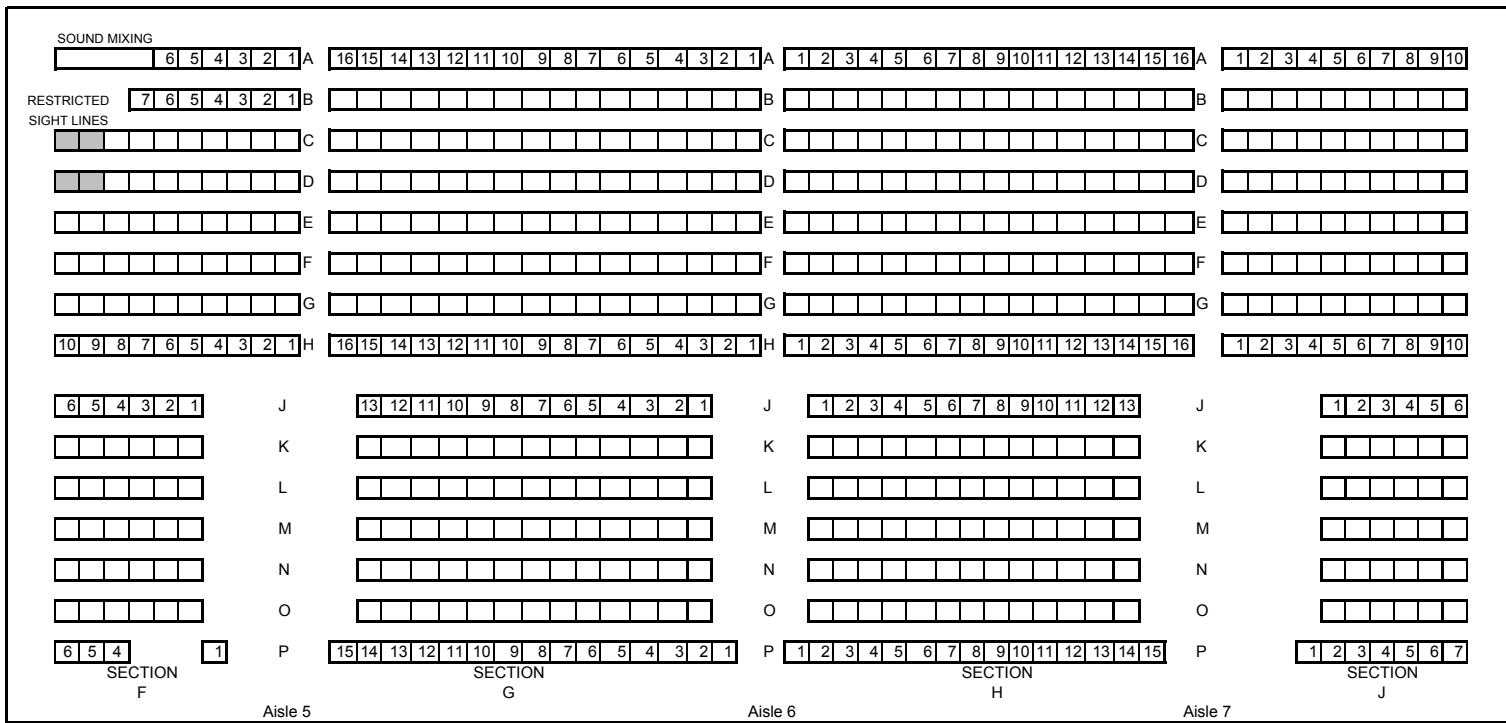 SOUND MIXING
6 5 4 3 2 1 A 16 15 14 13 12 11 10 9 8 7 6 5 4 3 2 1 A 1 2 3 4 5 6 7 8 9 10 11 12 13 14 15 16 A 1 2 3 4 5 6 7 8 9 10
RESTRICTED 7 6 5 4 3 2 1 B B B
SIGHT LINES
C C C
D D D
E E E
F F F
G G G
10 9 8 7 6 5 4 3 2 1 H 16 15 14 13 12 11 10 9 8 7 6 5 4 3 2 1 H 1 2 3 4 5 6 7 8 9 10 11 12 13 14 15 16 1 2 3 4 5 6 7 8 9 10
6 5 4 3 2 1 J 13 12 11 10 9 8 7 6 5 4 3 2 1 J 1 2 3 4 5 6 7 8 9 10 11 12 13 J 1 2 3 4 5 6
K K K
L L L
M M M
N N N
O O O
6 5 4 1 P 15 14 13 12 11 10 9 8 7 6 5 4 3 2 1 P 1 2 3 4 5 6 7 8 9 10 11 12 13 14 15 P 1 2 3 4 5 6 7
SECTION SECTION SECTION SECTION
F G H J
Aisle 5 Aisle 6 Aisle 7